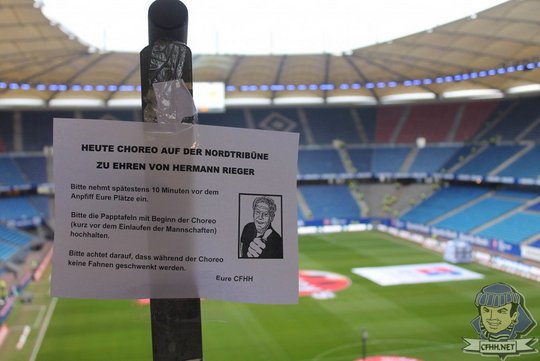 HEUTE CHOREO AUF DER NORDTRIBÜNE
ZU EHREN VON HERMANN RIEGER
Bitte nehmt spätestens 10 Minuten vor dem
Anpfiff Eure Plätze ein.
Bitte die Papptafeln mit Beginn der Choreo
(kurz vor dem Einlaufen der Mannschaften)
hochhalten.
Bitte achtet darauf, dass während der Choreo
keine Fahnen geschwenkt werden.
Eure CFHH
CFHH.NET